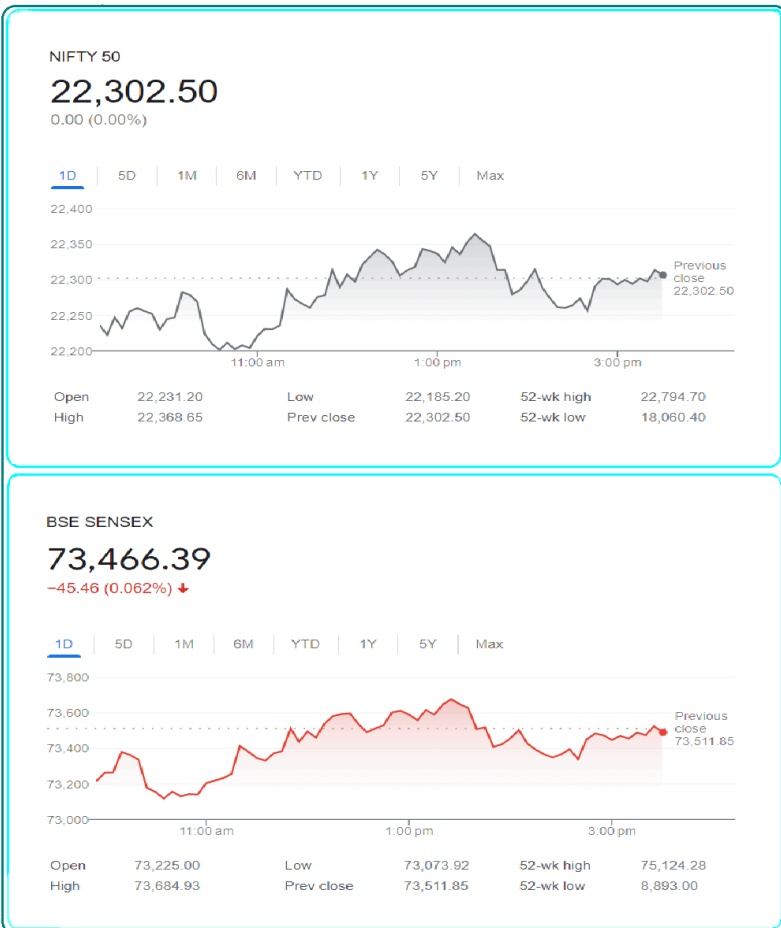 NIFTY 50
22,302.50
0.00 (0.00%)
1D 5D 1M 6M YTD 1Y 5Y Max
22,400
22,350
22,300
22,250
22,200
Previous
close
22,302.50
11:00 am 1:00 pm 3:00 pm
Open 22,231.20 Low 22,185.20 52-wk high 22,794.70
High 22,368.65 Prev close 22,302.50 52-wk low 18,060.40
BSE SENSEX
73,466.39
−45.46 (0.062%) ↓
1D 5D 1M 6M YTD 1Y 5Y Max
73,800
73,600
73,400
73,200
73,000
Previous
close
73,511.85
11:00 am 1:00 pm 3:00 pm
Open 73,225.00 Low 73,073.92 52-wk high 75,124.28
High 73,684.93 Prev close 73,511.85 52-wk low 8,893.00